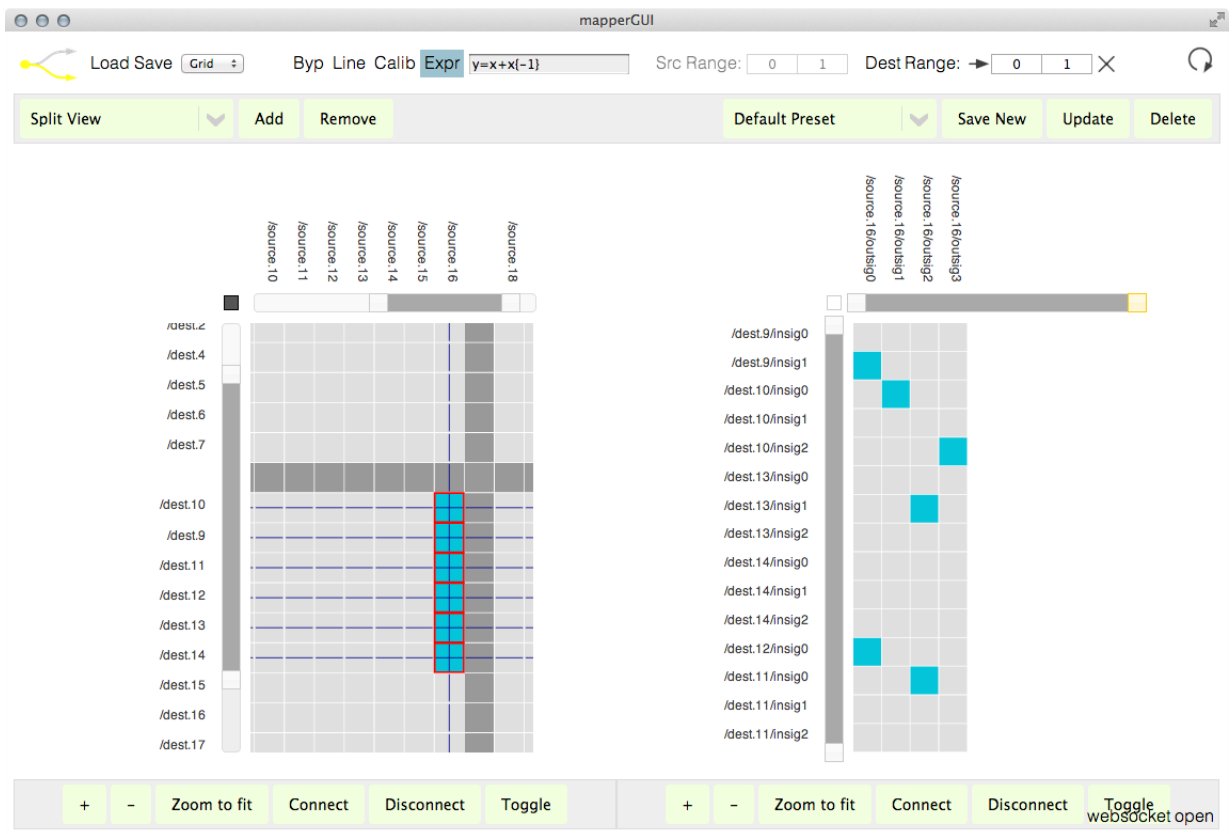 mapperGUI
Load Save Grid Byp Line Calib Expr y=x+x{-1} Src Range: 0 1 Dest Range: 0 1
Split View Add Remove Default Preset Save New Update Delete
/source.10
/source.11
/source.12
/source.13
/source.14
/source.15
/source.16
/source.18
/dest.2
/dest.4
/dest.5
/dest.6
/dest.7
/dest.10
/dest.9
/dest.11
/dest.12
/dest.13
/dest.14
/dest.15
/dest.16
/dest.17
/source.16/outsig0
/source.16/outsig1
/source.16/outsig2
/source.16/outsig3
/dest.9/insig0
/dest.9/insig1
/dest.10/insig0
/dest.10/insig1
/dest.10/insig2
/dest.13/insig0
/dest.13/insig1
/dest.13/insig2
/dest.14/insig0
/dest.14/insig1
/dest.14/insig2
/dest.12/insig0
/dest.11/insig0
/dest.11/insig1
/dest.11/insig2
+ - Zoom to fit Connect Disconnect Toggle
+ - Zoom to fit Connect Disconnect Toggle
websocket open